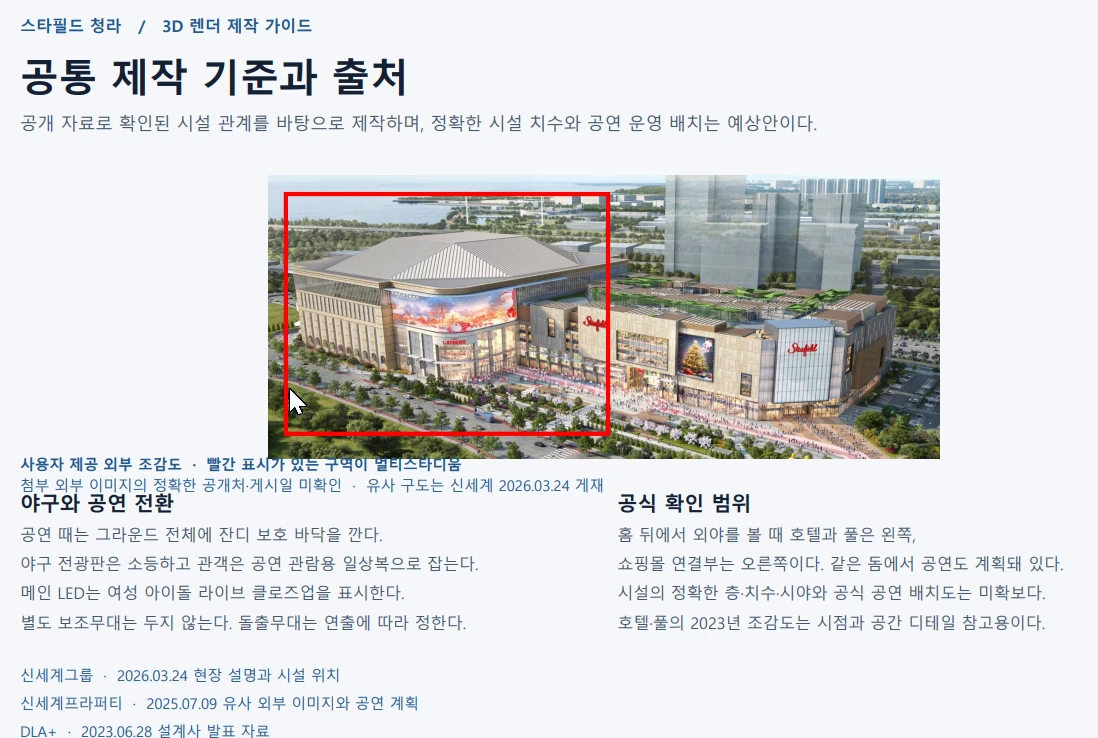 스타필드 청라 / 3D 렌더 제작 가이드
공통 제작 기준과 출처
공개 자료로 확인된 시설 관계를 바탕으로 제작하며, 정확한 시설 치수와 공연 운영 배치는 예상안이다.
LANDERS
Starfield
Starfield
사용자 제공 외부 조감도 · 빨간 표시가 있는 구역이 멀티스타디움
첨부 외부 이미지의 정확한 공개처·게시일 미확인 · 유사 구도는 신세계 2026.03.24 게재
야구와 공연 전환
공연 때는 그라운드 전체에 잔디 보호 바닥을 깐다.
야구 전광판은 소등하고 관객은 공연 관람용 일상복으로 잡는다.
메인 LED는 여성 아이돌 라이브 클로즈업을 표시한다.
별도 보조무대는 두지 않는다. 돌출무대는 연출에 따라 정한다.
공식 확인 범위
홈 뒤에서 외야를 볼 때 호텔과 풀은 왼쪽,
쇼핑몰 연결부는 오른쪽이다. 같은 돔에서 공연도 계획돼 있다.
시설의 정확한 층·치수·시야와 공식 공연 배치도는 미확보다.
호텔·풀의 2023년 조감도는 시점과 공간 디테일 참고용이다.
신세계그룹 · 2026.03.24 현장 설명과 시설 위치
신세계프라퍼티 · 2025.07.09 유사 외부 이미지와 공연 계획
DLA+ · 2023.06.28 설계사 발표 자료